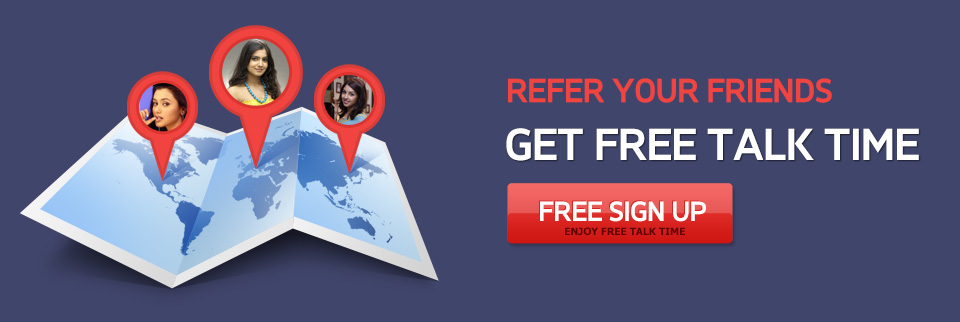 REFER YOUR FRIENDS
GET FREE TALK TIME
FREE SIGN UP
ENJOY FREE TALK TIME